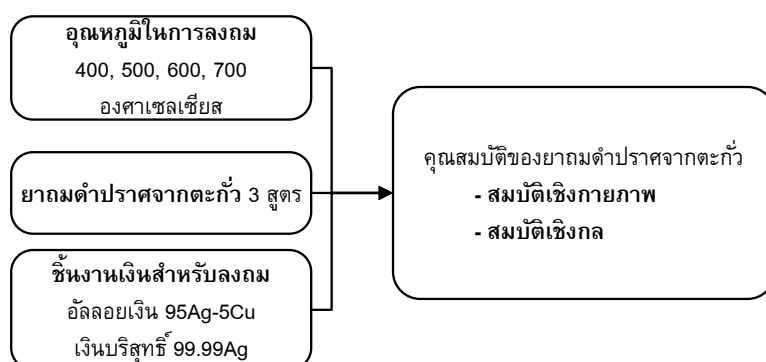 อุณหภูมิในการลงถม
400, 500, 600, 700
องศาเซลเซียส
ยาถมดำปราศจากตะกั่ว 3 สูตร
ชิ้นงานเงินสำหรับลงถม
อัลลอยเงิน 95Ag-5Cu
เงินบริสุทธิ์ 99.99Ag
คุณสมบัติของยาถมดำปราศจากตะกั่ว
- สมบัติเชิงกายภาพ
- สมบัติเชิงกล